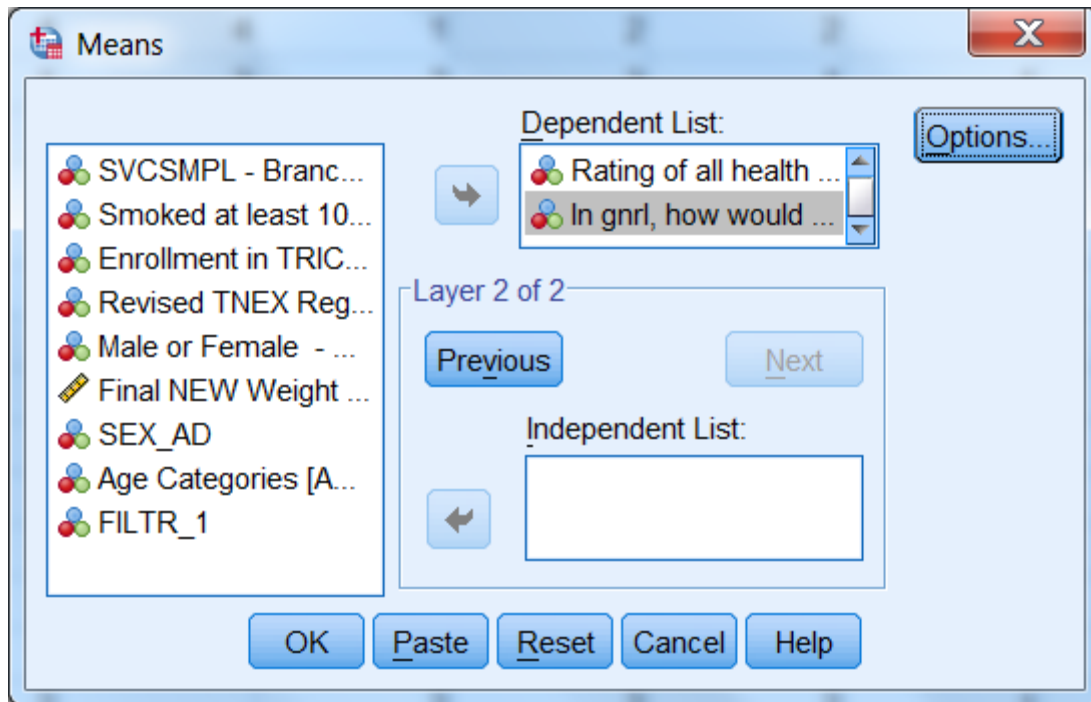 Means
Dependent List:
Options...
SVCSMPL - Branc...
Smoked at least 10...
Enrollment in TRIC...
Revised TNEX Reg...
Male or Female - ...
Final NEW Weight ...
SEX_AD
Age Categories [A...
FILTR_1
Rating of all health ...
In gnrl, how would ...
Layer 2 of 2
Previous
Next
Independent List:
OK
Paste
Reset
Cancel
Help